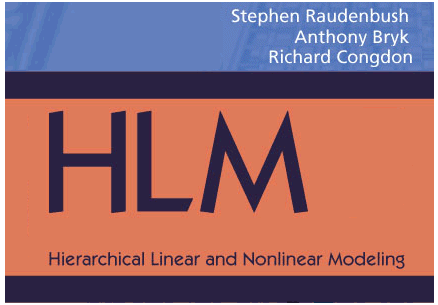 Stephen Raudenbush
Anthony Bryk
Richard Congdon
HLM
Hierarchical Linear and Nonlinear Modeling